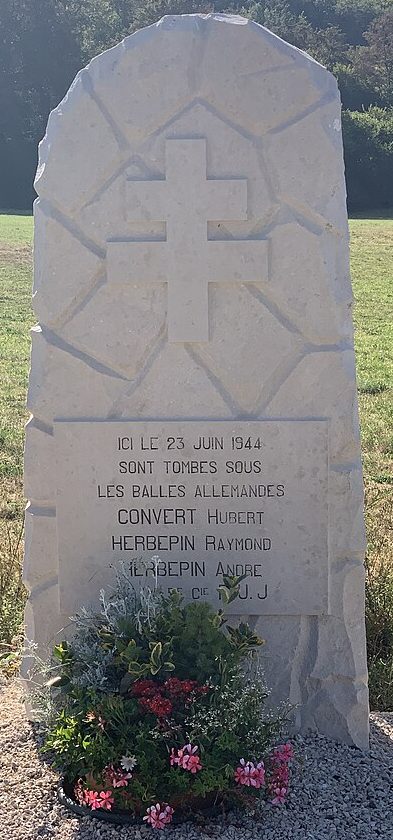 ICI LE 23 JUIN 1944
SONT TOMBES SOUS
LES BALLES ALLEMANDES
CONVERT HUBERT
HERBEPIN RAYMOND
HERBEPIN ANDRE
CIE U.J